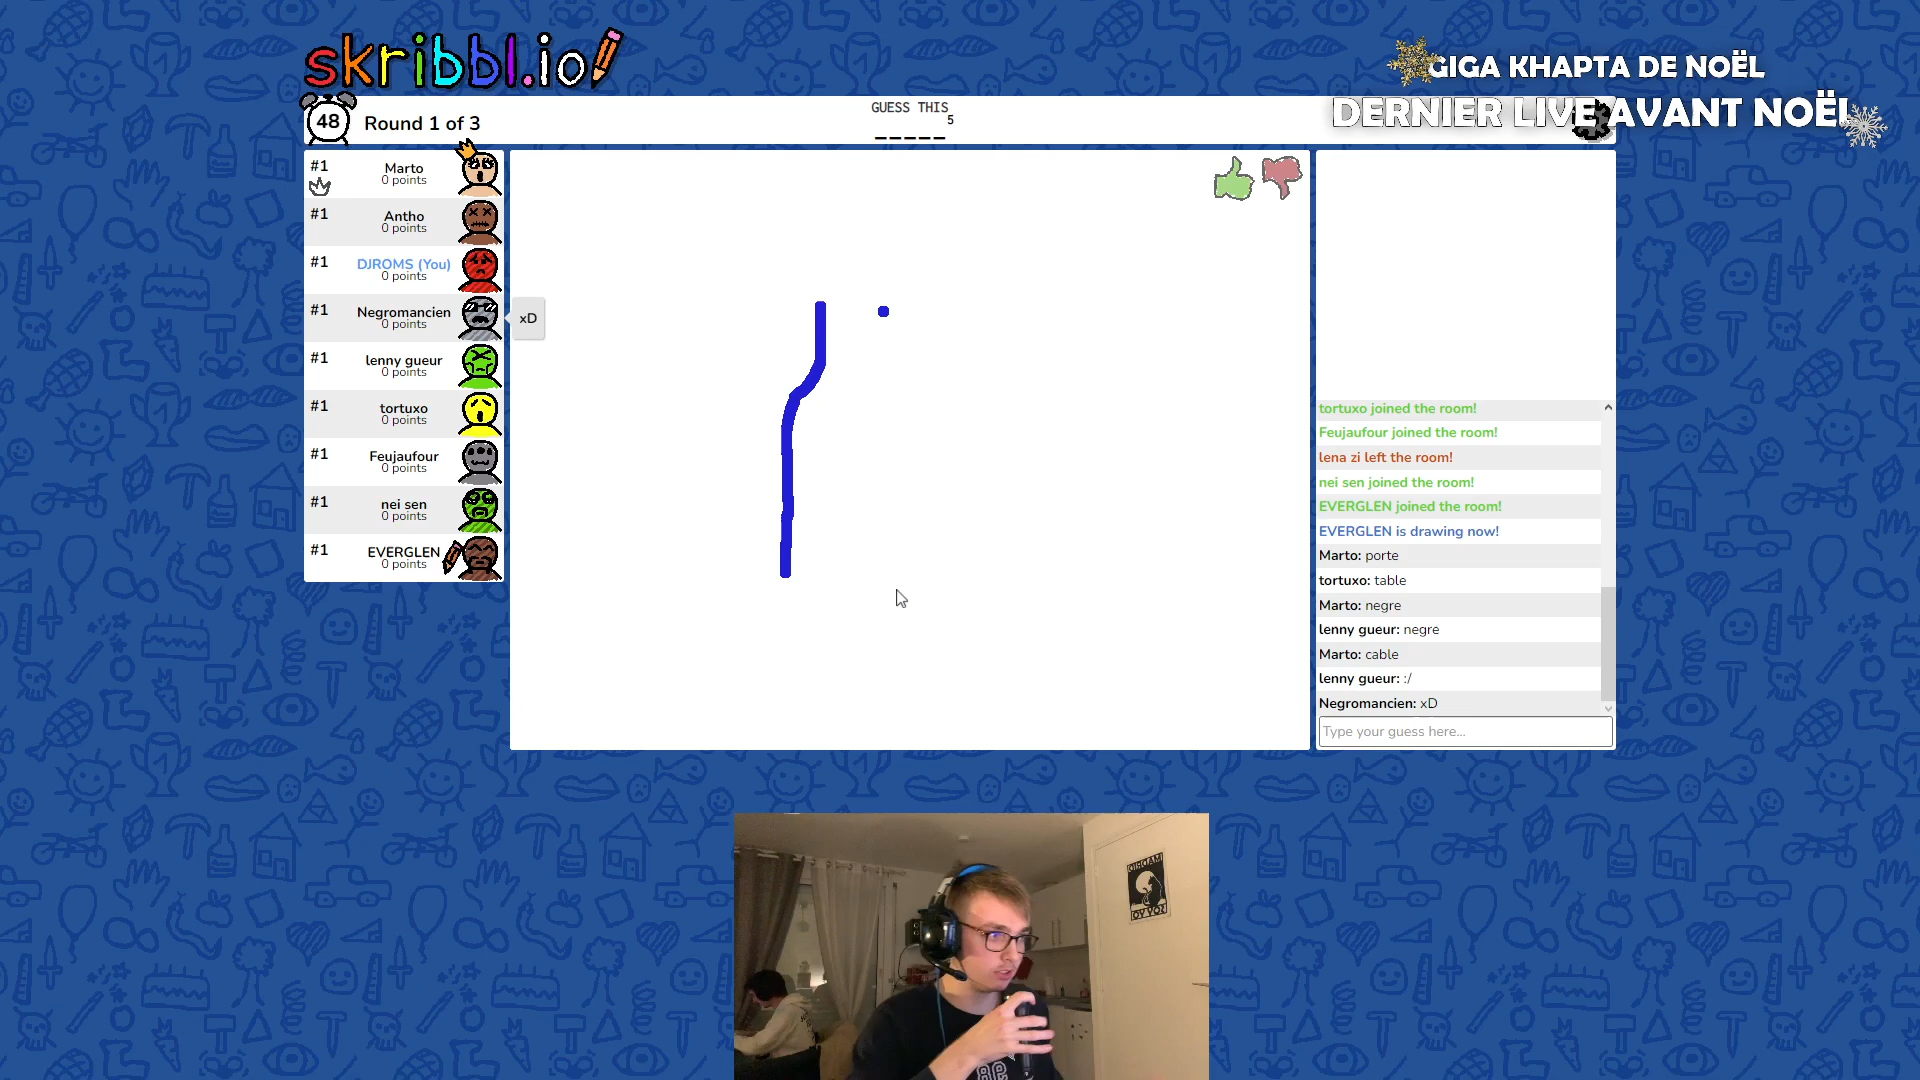 skribbl.io
GIGA KHAPTA DE NOËL
DERNIER LIVE AVANT NOËL
48
Round 1 of 3
GUESS THIS
_____ 5
#1 Marto
0 points
#1 Antho
0 points
#1 DJROMS (You)
0 points
#1 Negromancien
0 points
xD
#1 lenny gueur
0 points
#1 tortuxo
0 points
#1 Feujaufour
0 points
#1 nei sen
0 points
#1 EVERGLEN
0 points
tortuxo joined the room!
Feujaufour joined the room!
lena zi left the room!
nei sen joined the room!
EVERGLEN joined the room!
EVERGLEN is drawing now!
Marto: porte
tortuxo: table
Marto: negre
lenny gueur: negre
Marto: cable
lenny gueur: :/
Negromancien: xD
Type your guess here...